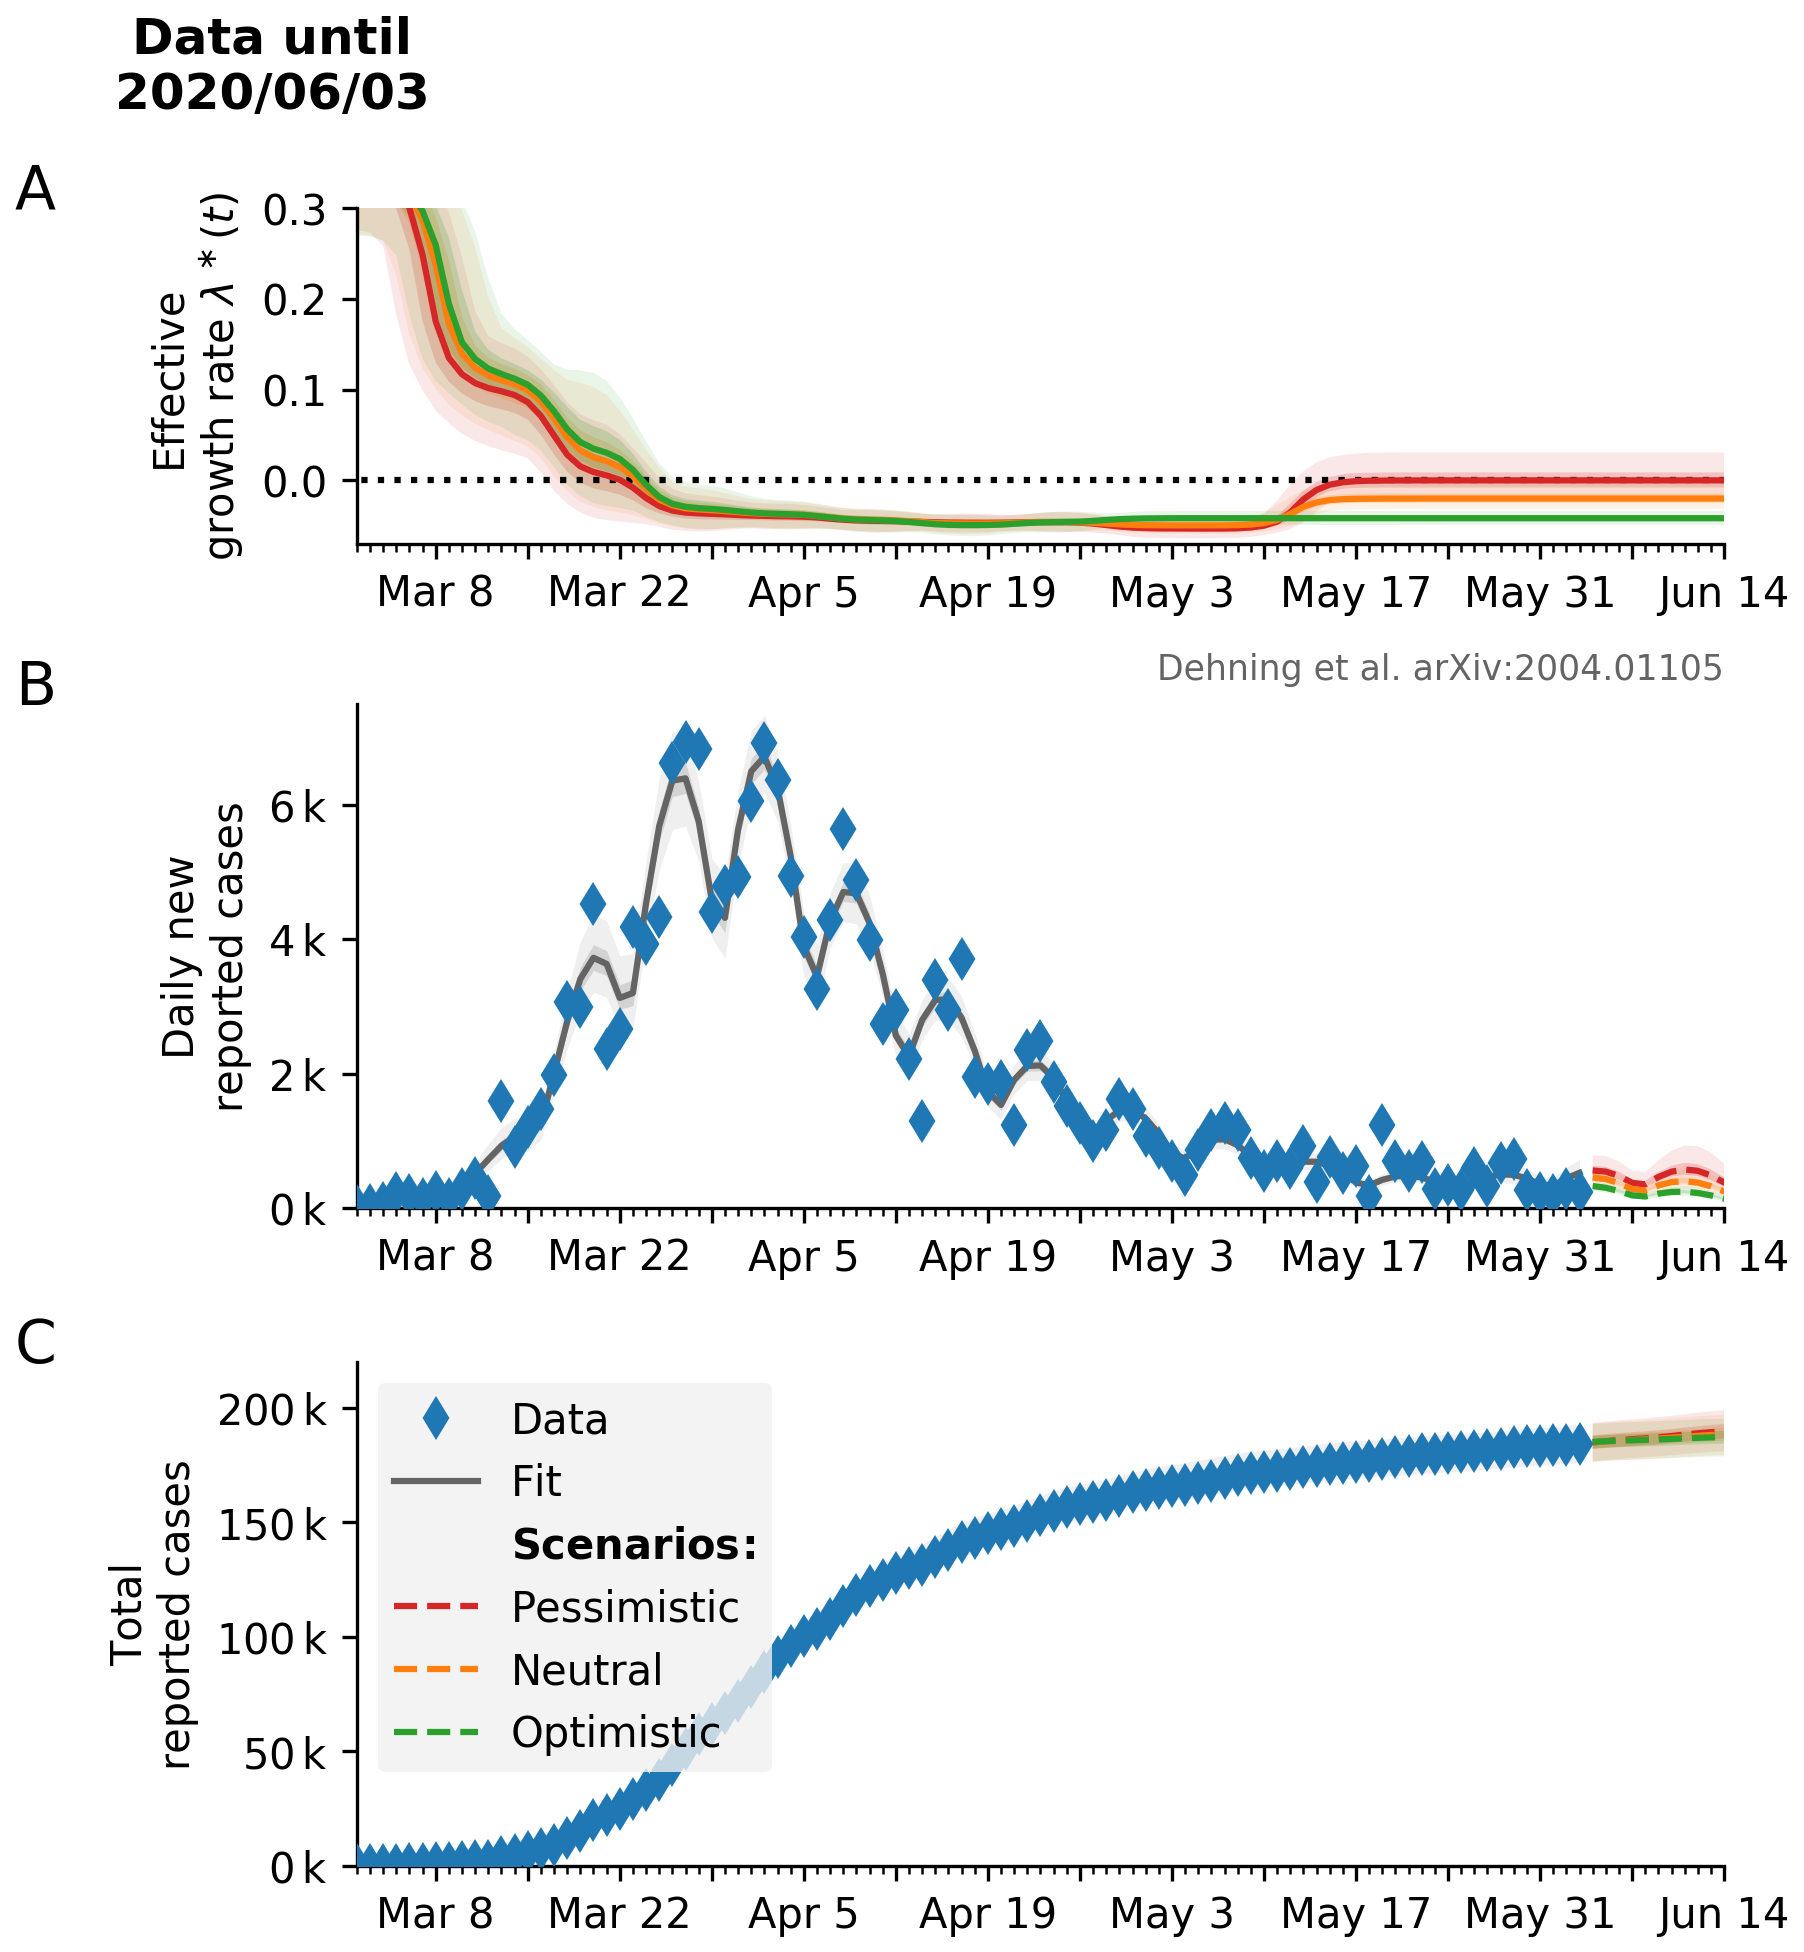 Data until
2020/06/03
A
Effective
growth rate λ * (t)
0.3
0.2
0.1
0.0
Mar 8 Mar 22 Apr 5 Apr 19 May 3 May 17 May 31 Jun 14
B
Dehning et al. arXiv:2004.01105
Daily new
reported cases
6 k
4 k
2 k
0 k
Mar 8 Mar 22 Apr 5 Apr 19 May 3 May 17 May 31 Jun 14
C
Total
reported cases
200 k
150 k
100 k
50 k
0 k
Data
Fit
Scenarios:
Pessimistic
Neutral
Optimistic
Mar 8 Mar 22 Apr 5 Apr 19 May 3 May 17 May 31 Jun 14